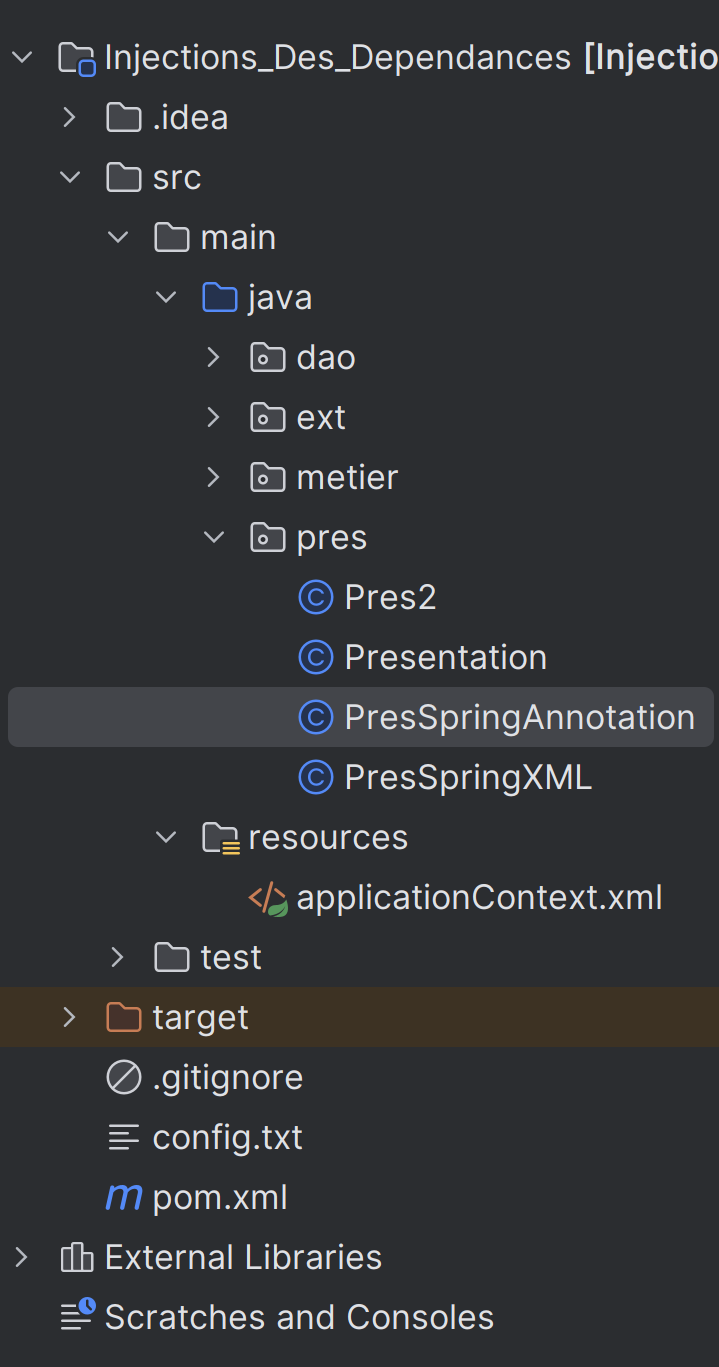 Injections_Des_Dependances [Injectio
.idea
src
main
java
dao
ext
metier
pres
Pres2
Presentation
PresSpringAnnotation
PresSpringXML
resources
applicationContext.xml
test
target
.gitignore
config.txt
pom.xml
External Libraries
Scratches and Consoles